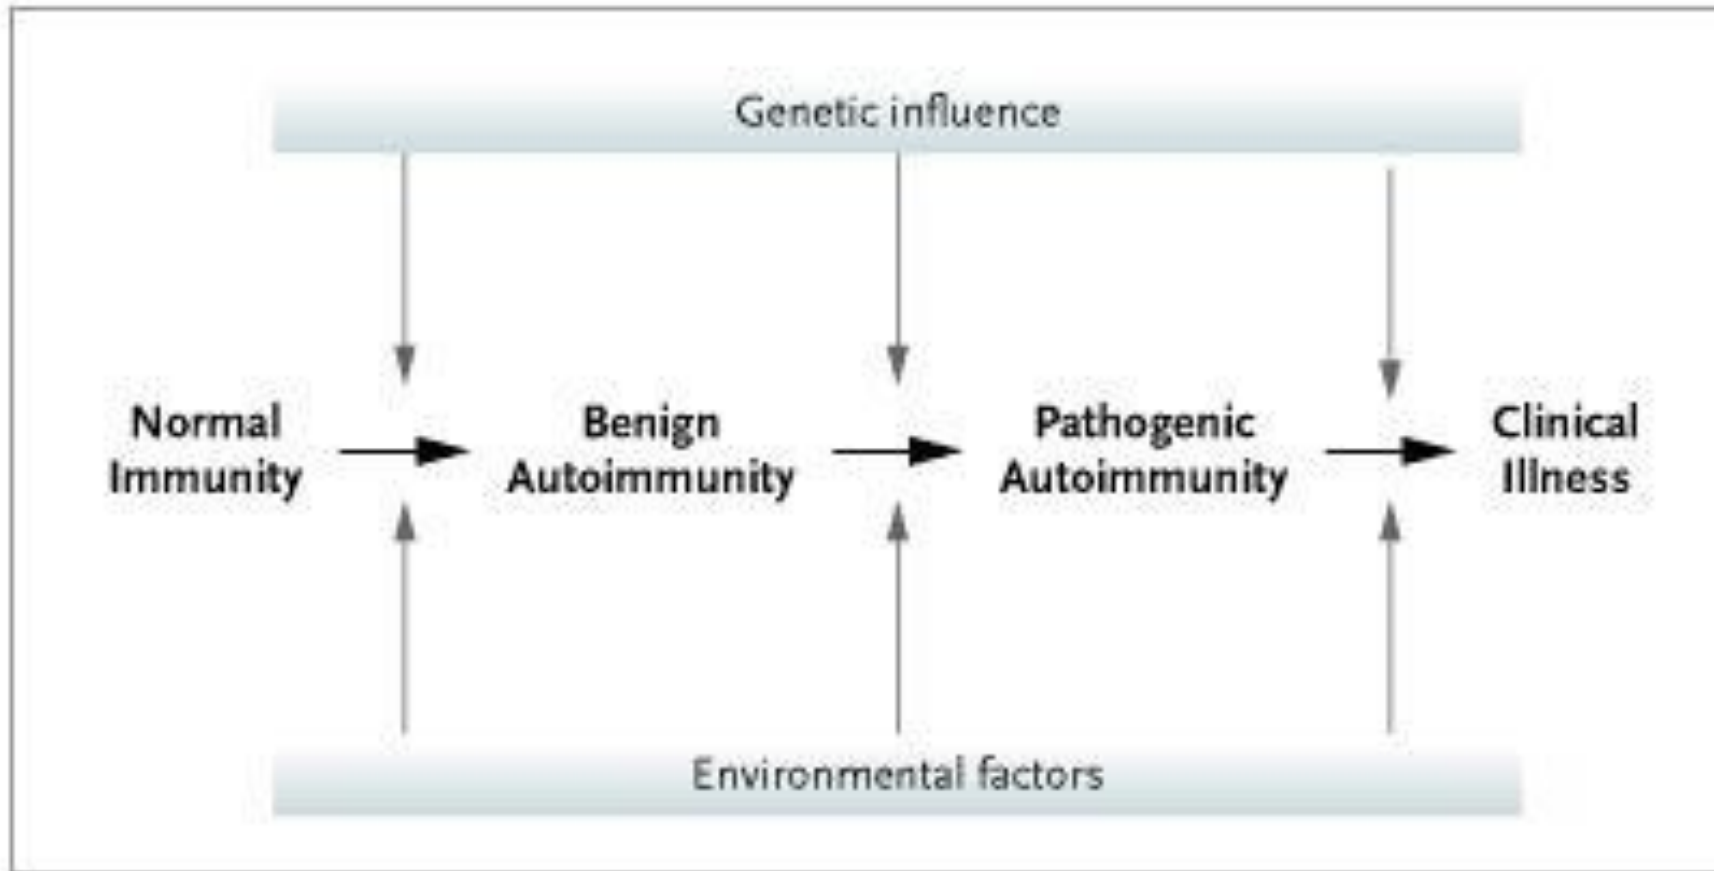 Genetic influence
Normal
Immunity
Benign
Autoimmunity
Pathogenic
Autoimmunity
Clinical
Illness
Environmental factors